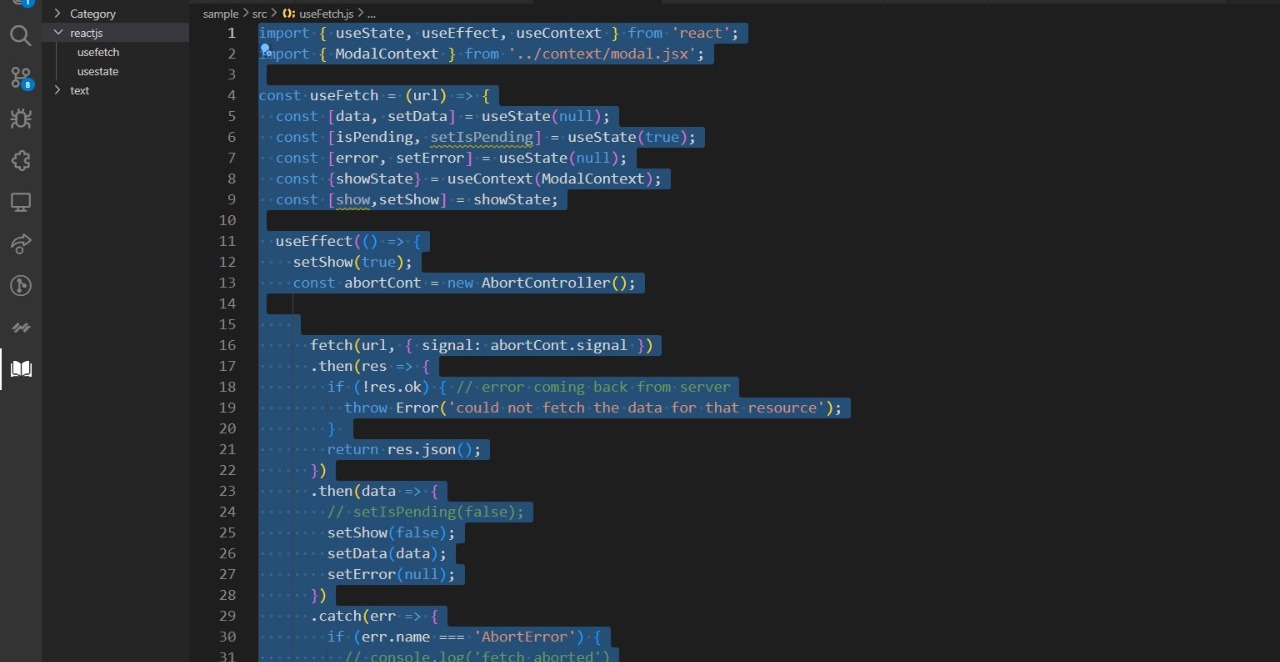 1
Category
reactjs
usefetch
usestate
text
8
sample > src > (); useFetch.js > ...
1 import { useState, useEffect, useContext } from 'react';
2 import { ModalContext } from '../context/modal.jsx';
3
4 const useFetch = (url) => {
5 const [data, setData] = useState(null);
6 const [isPending, setIsPending] = useState(true);
7 const [error, setError] = useState(null);
8 const {showState} = useContext(ModalContext);
9 const [show,setShow] = showState;
10
11 useEffect(() => {
12 setShow(true);
13 const abortCont = new AbortController();
14
15
16 fetch(url, { signal: abortCont.signal })
17 .then(res => {
18 if (!res.ok) { // error coming back from server
19 throw Error('could not fetch the data for that resource');
20 }
21 return res.json();
22 })
23 .then(data => {
24 // setIsPending(false);
25 setShow(false);
26 setData(data);
27 setError(null);
28 })
29 .catch(err => {
30 if (err.name === 'AbortError') {
31 // console.log('fetch aborted')